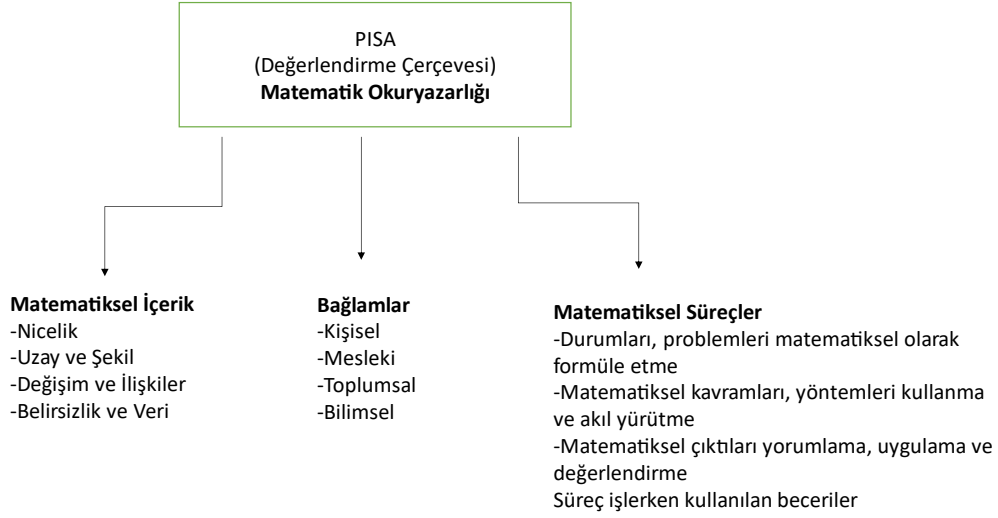 PISA
(Değerlendirme Çerçevesi)
Matematik Okuryazarlığı
Matematiksel İçerik
-Nicelik
-Uzay ve Şekil
-Değişim ve İlişkiler
-Belirsizlik ve Veri
Bağlamlar
-Kişisel
-Mesleki
-Toplumsal
-Bilimsel
Matematiksel Süreçler
-Durumları, problemleri matematiksel olarak
formüle etme
-Matematiksel kavramları, yöntemleri kullanma
ve akıl yürütme
-Matematiksel çıktıları yorumlama, uygulama ve
değerlendirme
Süreç işlerken kullanılan beceriler